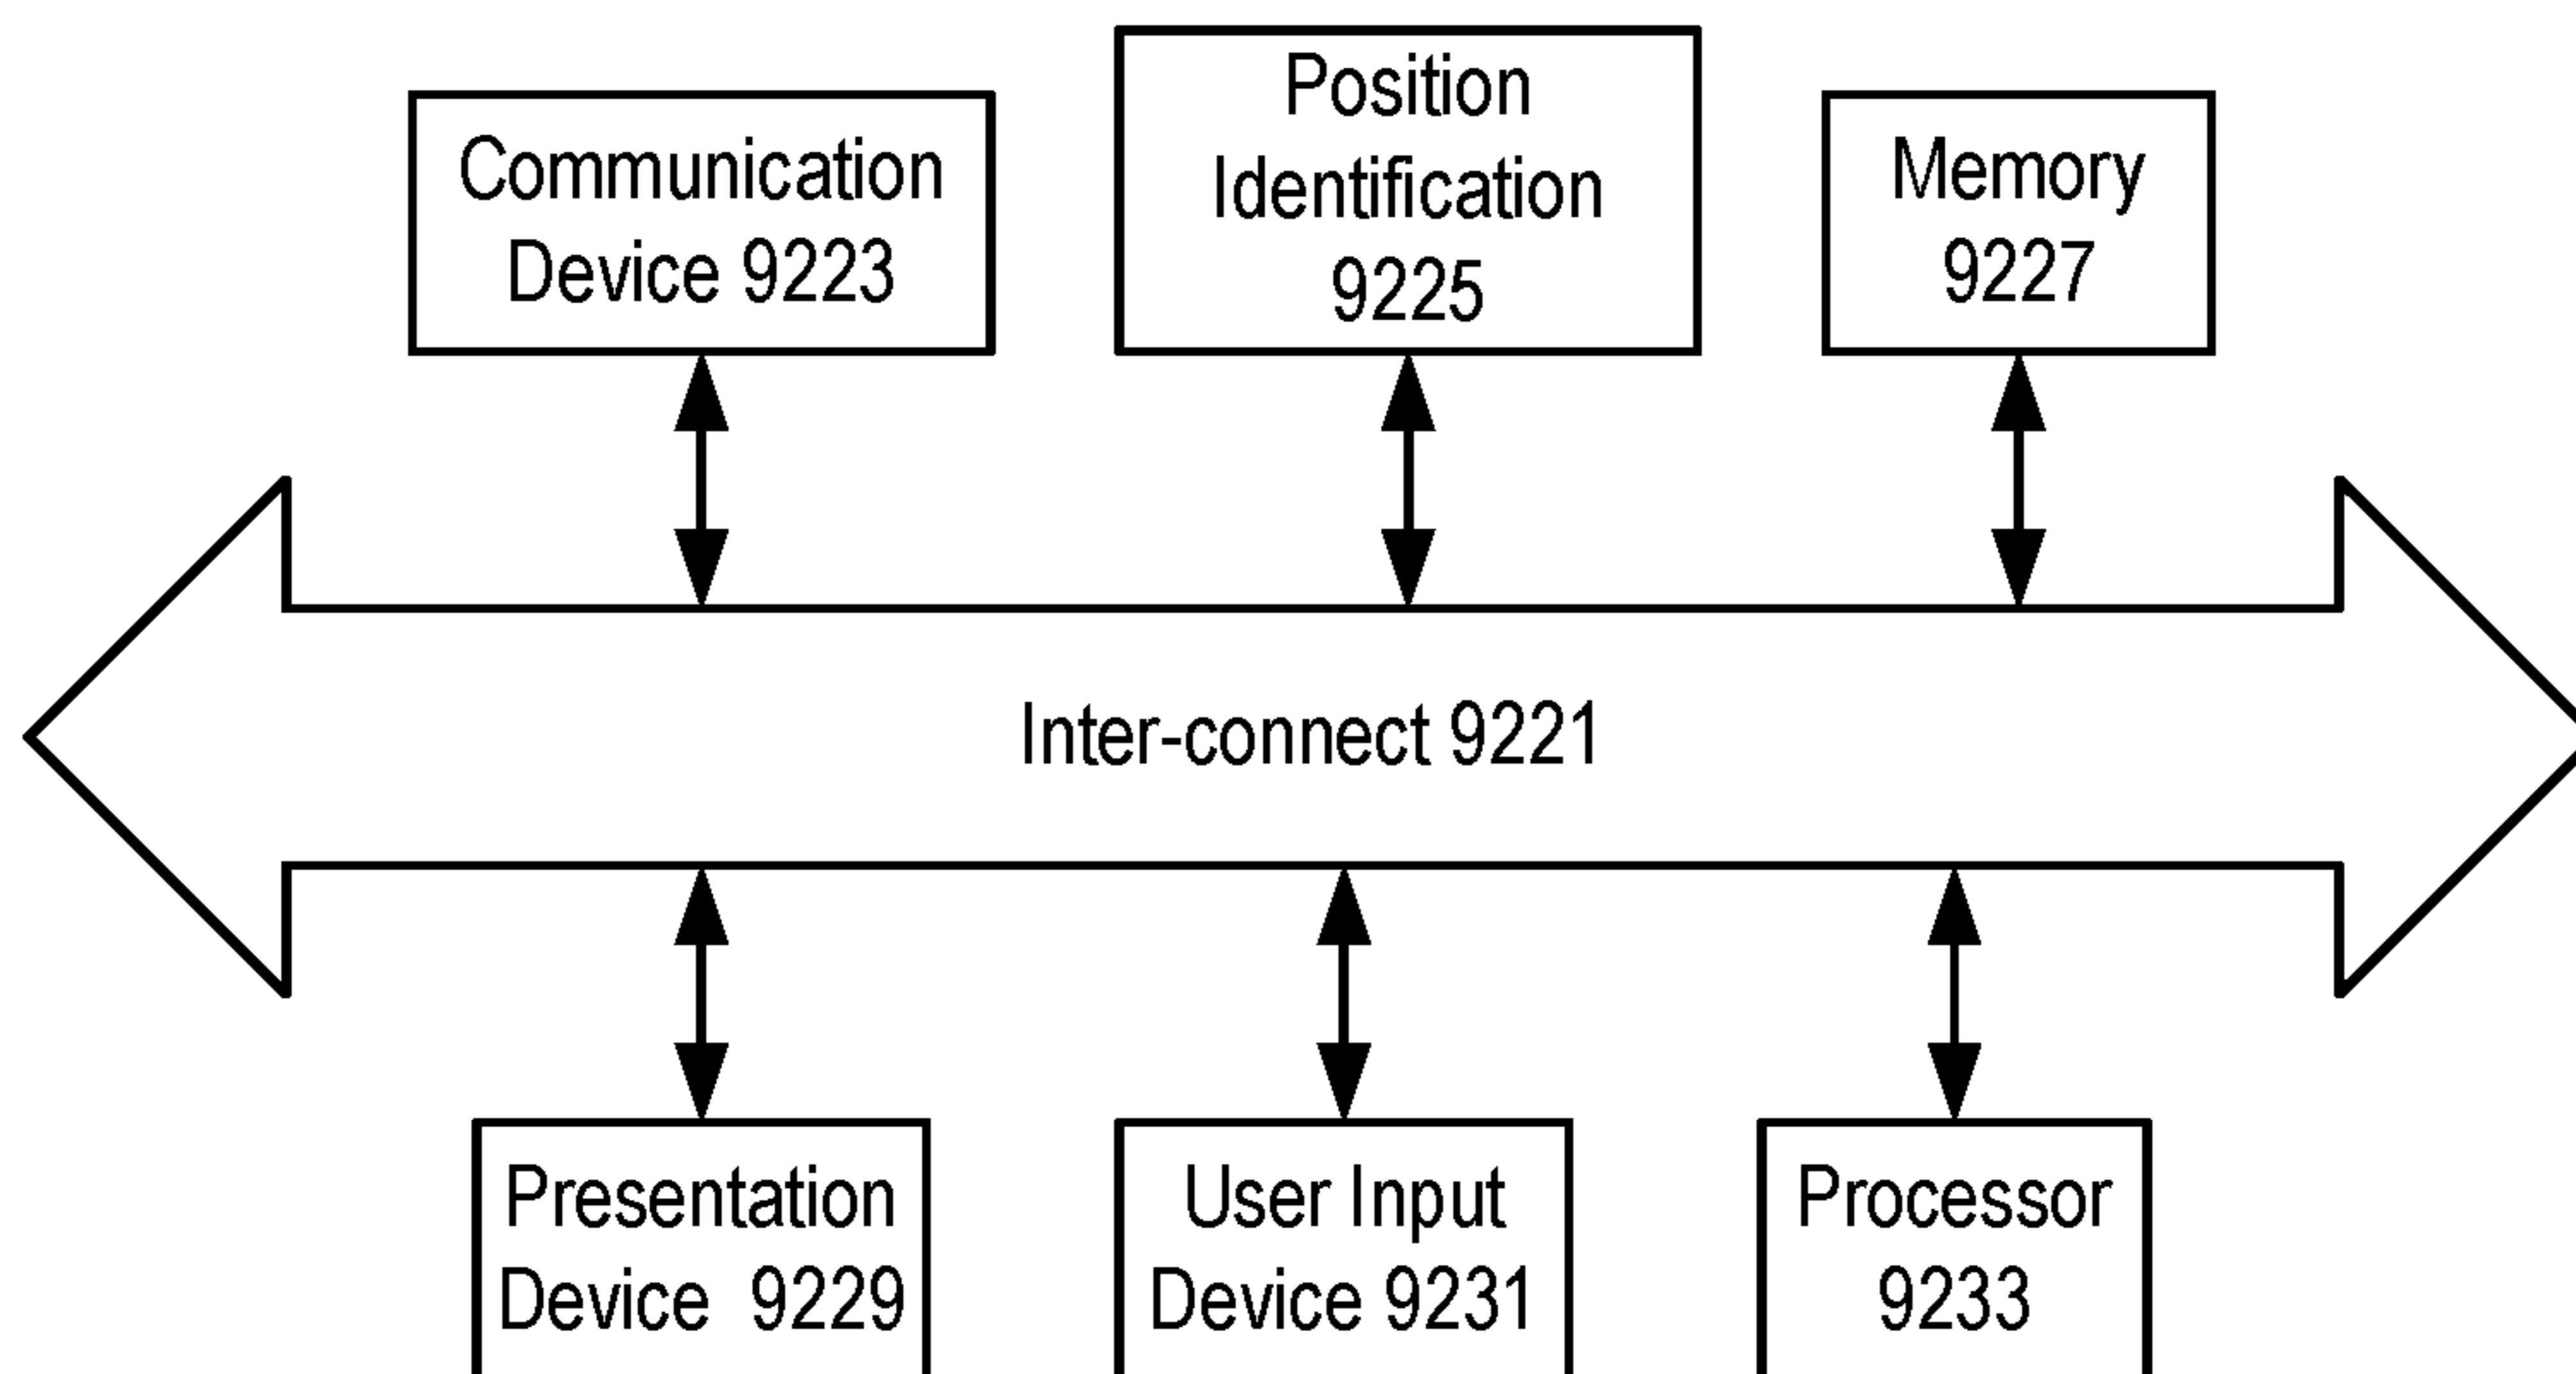 Communication
Device 9223
Position
Identification
9225
Memory
9227
Inter-connect 9221
Presentation
Device  9229
User Input
Device 9231
Processor
9233